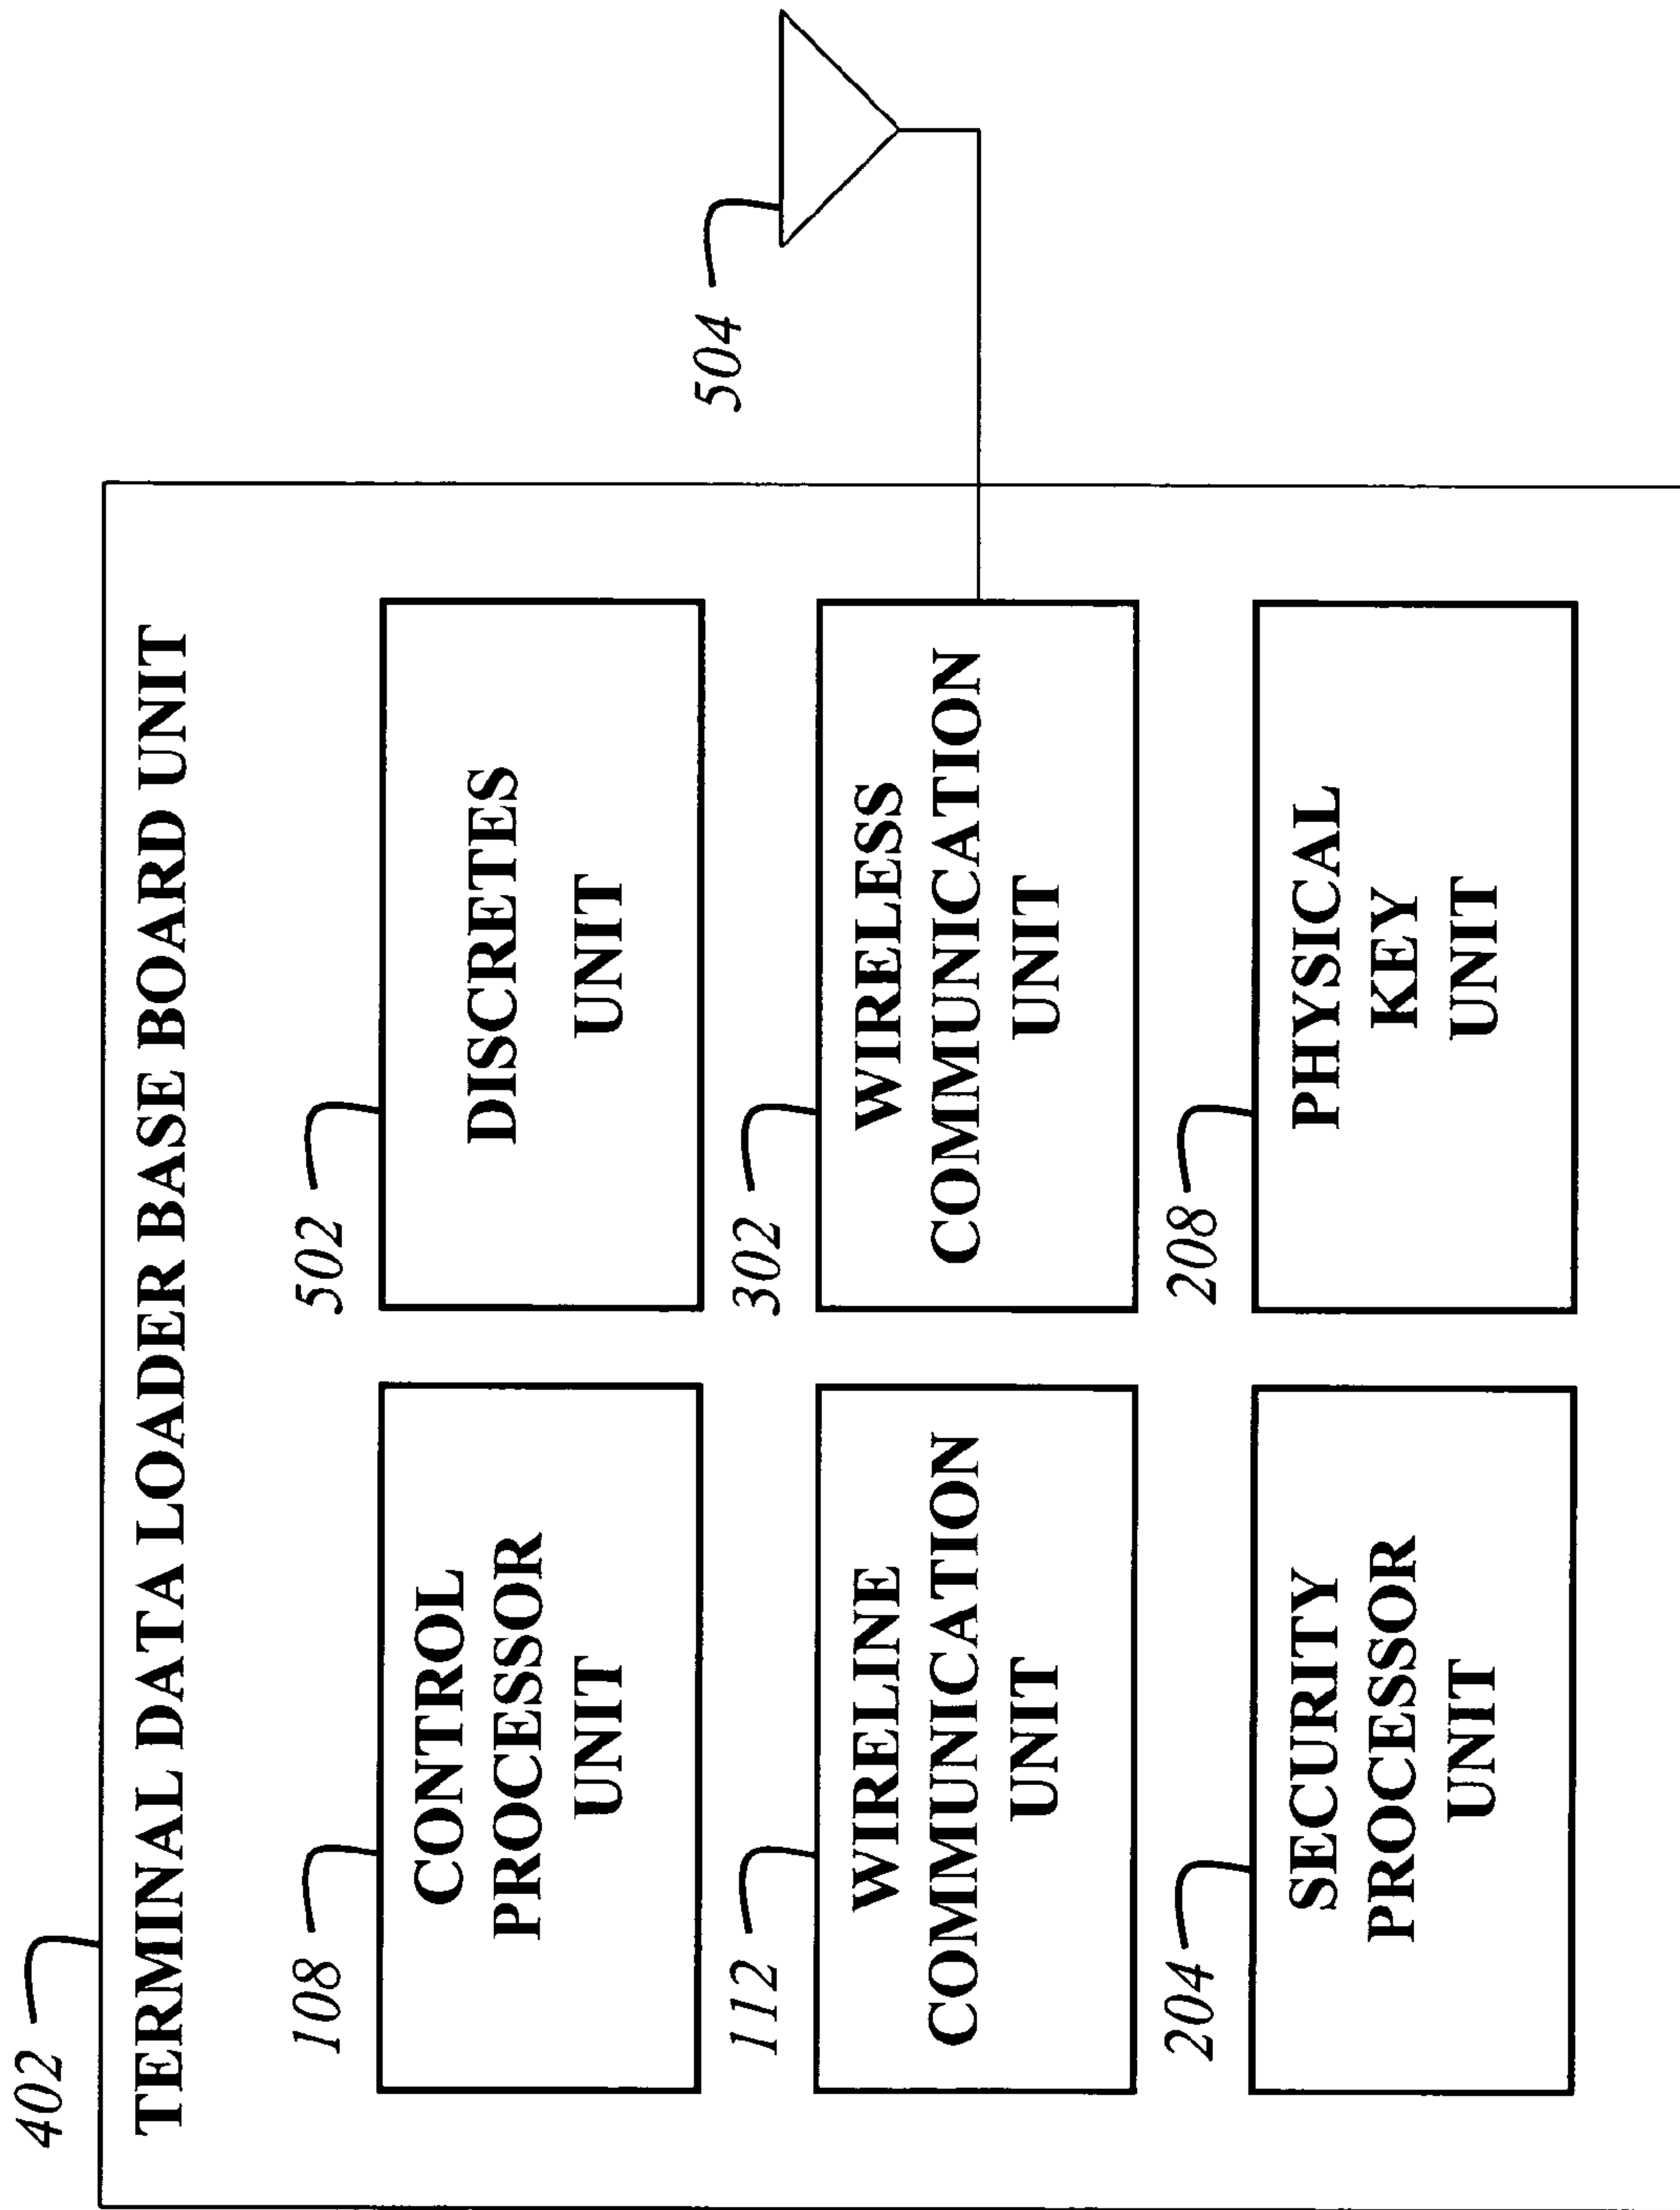 402
TERMINAL DATA LOADER BASE BOARD UNIT
108
CONTROL
PROCESSOR
UNIT
502
DISCRETES
UNIT
504
112
WIRELINE
COMMUNICATION
UNIT
302
WIRELESS
COMMUNICATION
UNIT
204
SECURITY
PROCESSOR
UNIT
208
PHYSICAL
KEY
UNIT